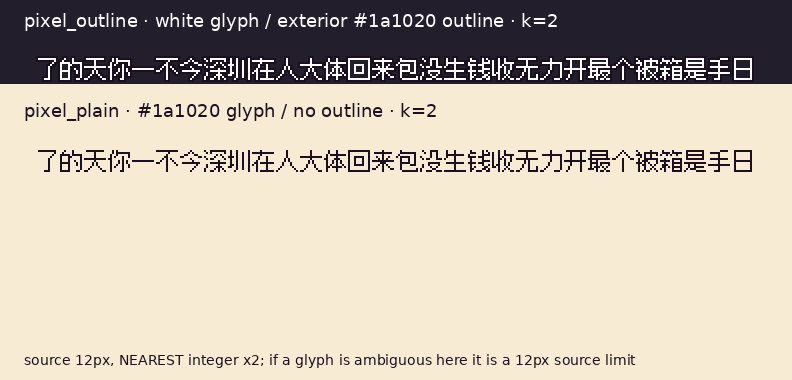 pixel_outline · white glyph / exterior #1a1020 outline · k=2
了的天你一不今深圳在人大体回来包没生钱收无力开最个被箱是手日
pixel_plain · #1a1020 glyph / no outline · k=2
了的天你一不今深圳在人大体回来包没生钱收无力开最个被箱是手日
source 12px, NEAREST integer x2; if a glyph is ambiguous here it is a 12px source limit